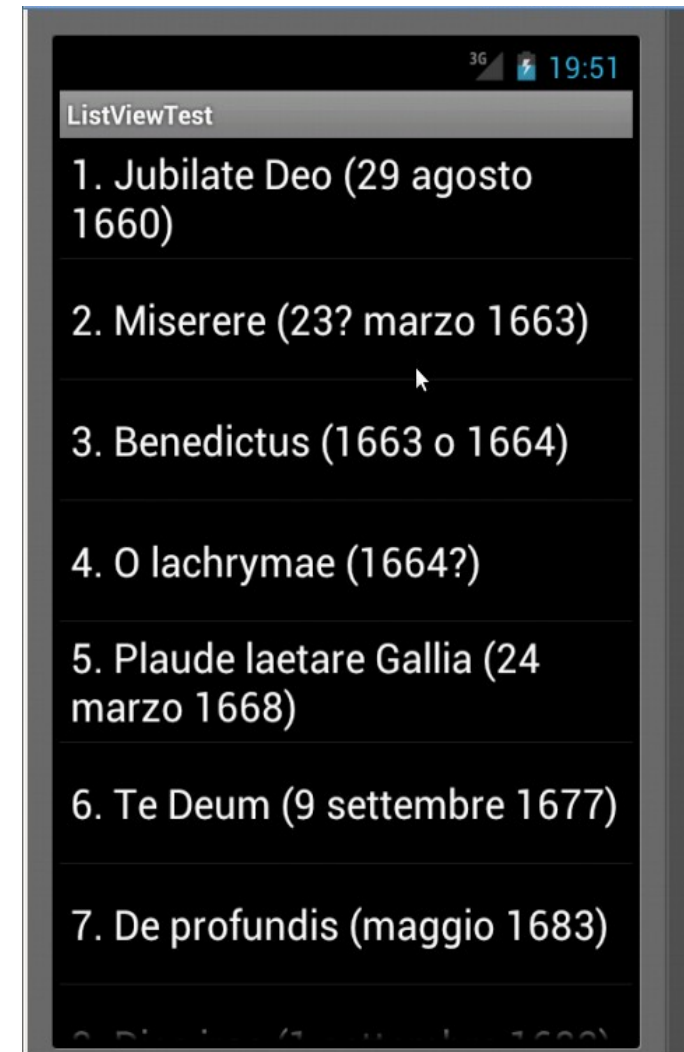 3G 19:51
ListViewTest
1. Jubilate Deo (29 agosto
1660)
2. Miserere (23? marzo 1663)
3. Benedictus (1663 o 1664)
4. O lachrymae (1664?)
5. Plaude laetare Gallia (24
marzo 1668)
6. Te Deum (9 settembre 1677)
7. De profundis (maggio 1683)